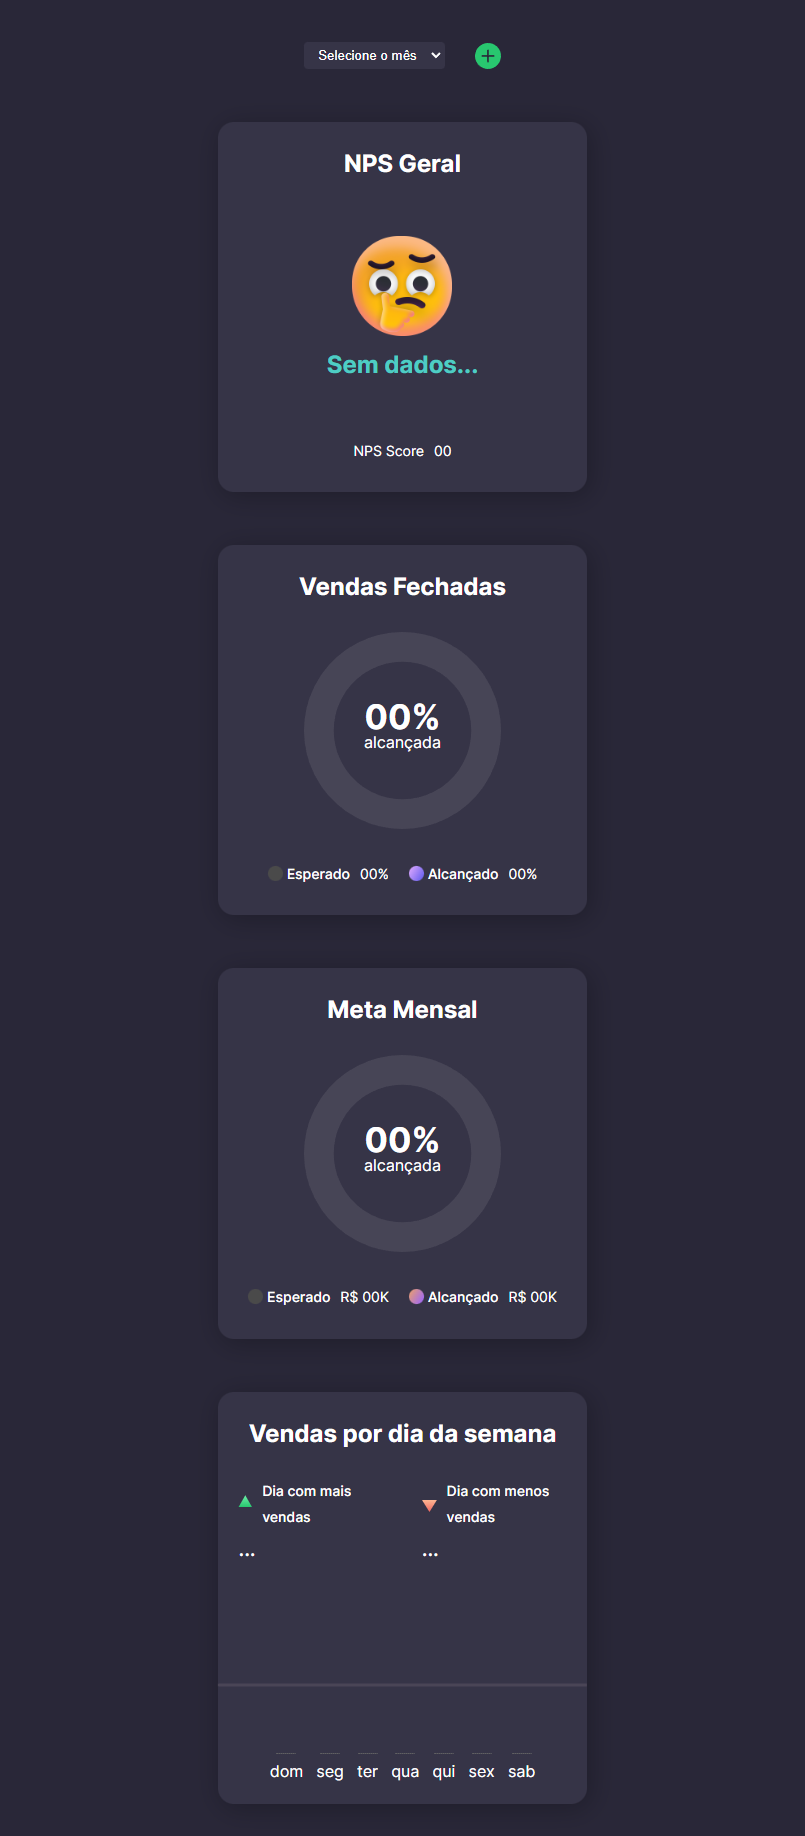 Selecione o mês
NPS Geral
Sem dados...
NPS Score 00
Vendas Fechadas
00%
alcançada
Esperado 00% Alcançado 00%
Meta Mensal
00%
alcançada
Esperado R$ 00K Alcançado R$ 00K
Vendas por dia da semana
Dia com mais
vendas
...
Dia com menos
vendas
...
dom seg ter qua qui sex sab